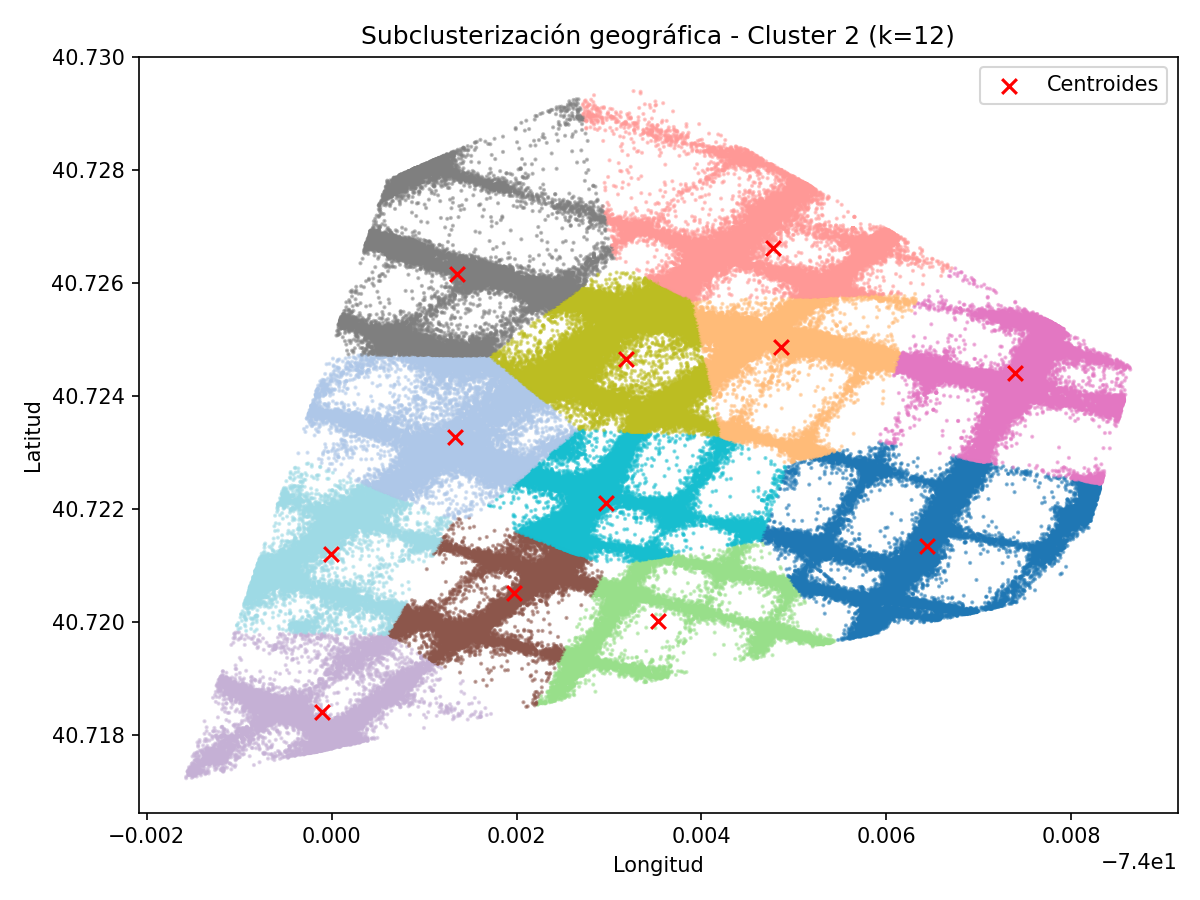 Subclusterización geográfica - Cluster 2 (k=12)
Centroides
40.730
40.728
40.726
40.724
40.722
40.720
40.718
Latitud
−0.002
0.000
0.002
0.004
0.006
0.008
−7.4e1
Longitud